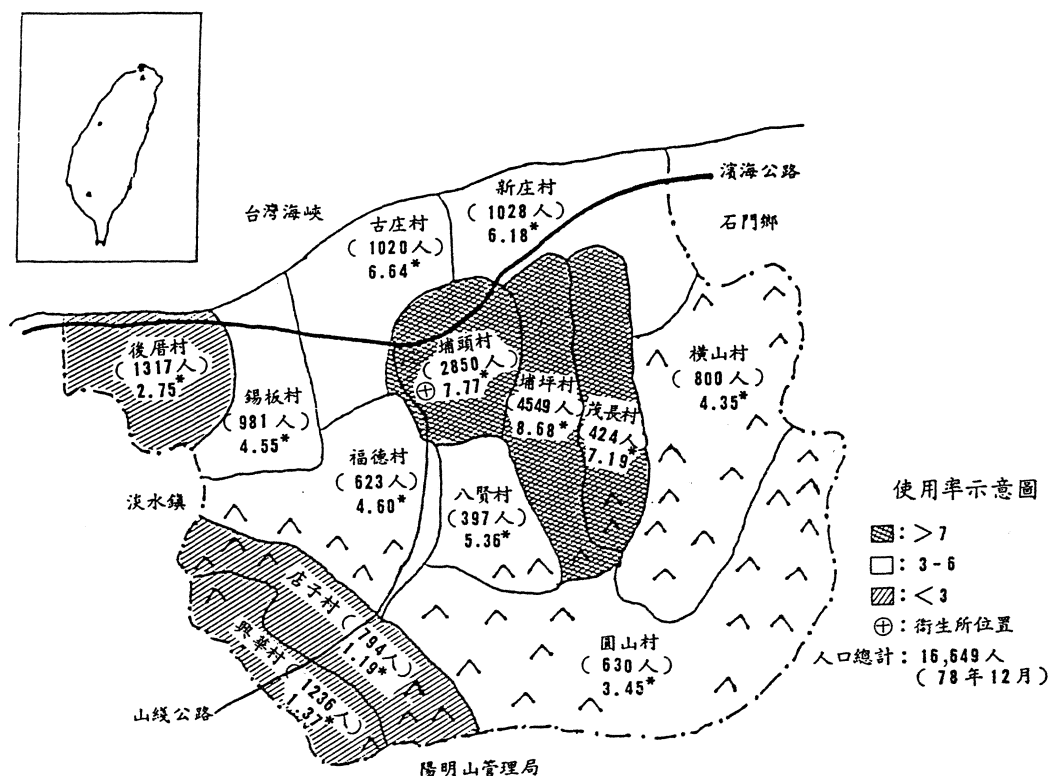 濱海公路
新庄村
(1028人)
6.18*
台灣海峽
古庄村
(1020人)
6.64*
石門鄉
後厝村
(1317人)
2.75*
埔頭村
(2850人)
7.77*
橫山村
(800人)
4.35*
錫板村
(981人)
4.55*
埔坪村
(4549人)
8.68*
茂長村
424人
7.19*
福德村
(623人)
4.60*
八賢村
(397人)
5.36*
淡水鎮
店子村
(794人)
1.19*
興華村
(1236人)
1.37*
圓山村
(630人)
3.45*
山綫公路
陽明山管理局
使用率示意圖
:>7
:3-6
:<3
:衛生所位置
人口總計:16,649人
(78年12月)